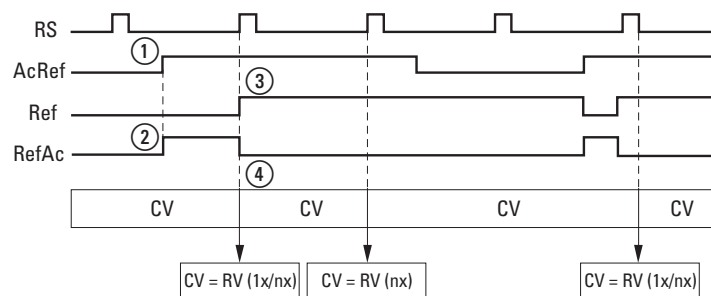 RS
1
AcRef
3
Ref
2
RefAc
4
CV CV CV CV
CV = RV (1x/nx) CV = RV (nx) CV = RV (1x/nx)